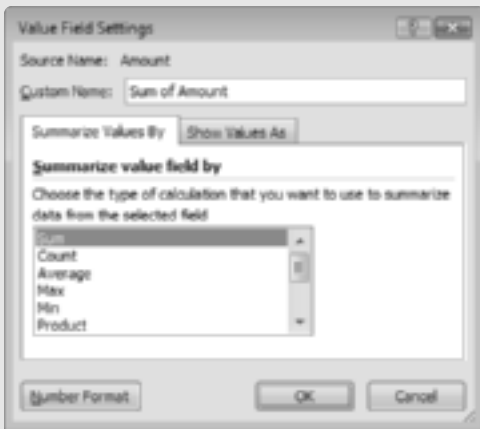 Value Field Settings
Source Name: Amount
Custom Name: Sum of Amount
Summarize Values By Show Values As
Summarize value field by
Choose the type of calculation that you want to use to summarize
data from the selected field
Sum
Count
Average
Max
Min
Product
Number Format OK Cancel